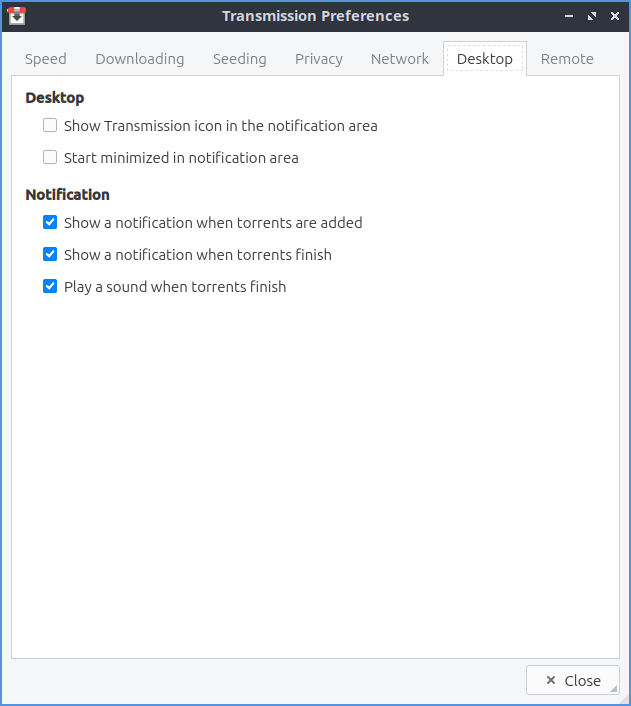 Transmission Preferences
Speed Downloading Seeding Privacy Network Desktop Remote
Desktop
Show Transmission icon in the notification area
Start minimized in notification area
Notification
Show a notification when torrents are added
Show a notification when torrents finish
Play a sound when torrents finish
Close